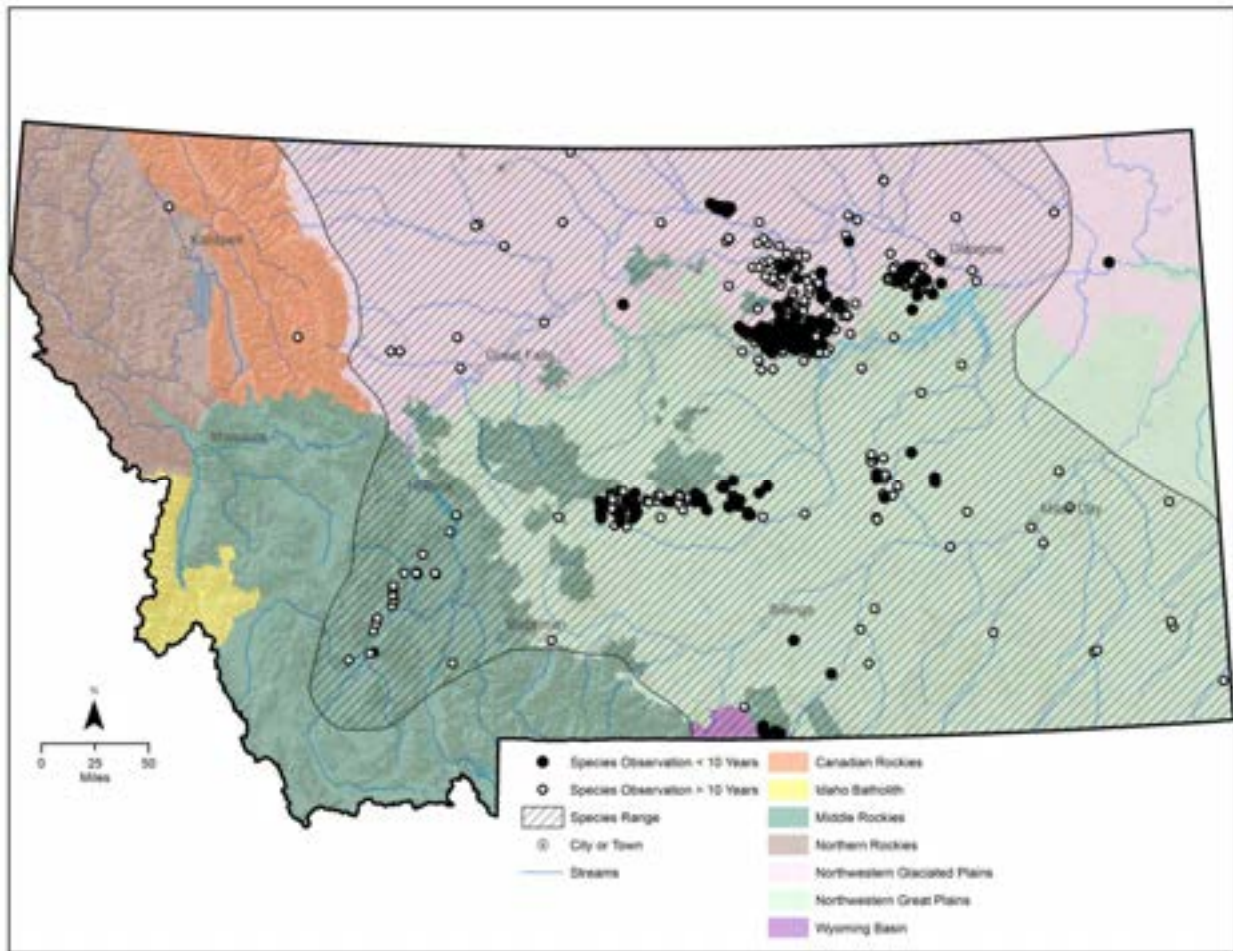 Kalispell
Glasgow
Great Falls
Missoula
Helena
Miles City
Billings
Bozeman
N
0 25 50
Miles
Species Observation < 10 Years
Species Observation > 10 Years
Species Range
City or Town
Streams
Canadian Rockies
Idaho Batholith
Middle Rockies
Northern Rockies
Northwestern Glaciated Plains
Northwestern Great Plains
Wyoming Basin